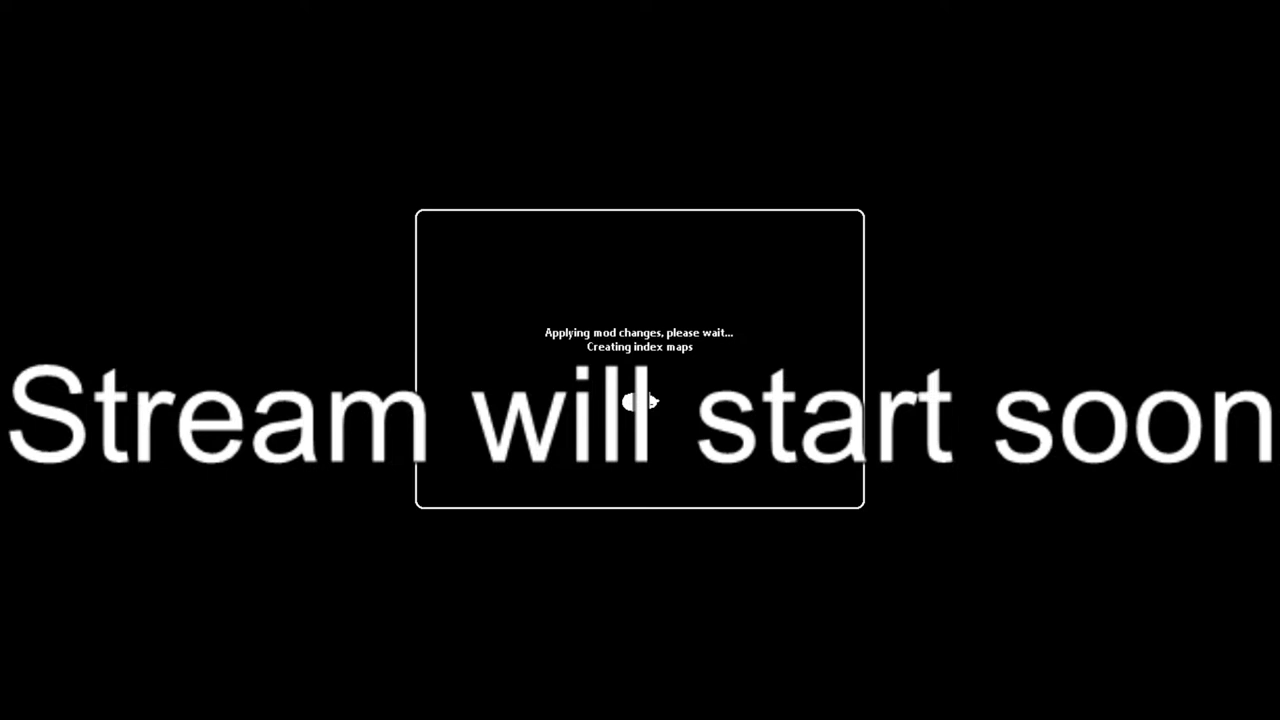 Applying mod changes, please wait...
Creating index maps
Stream will start soon